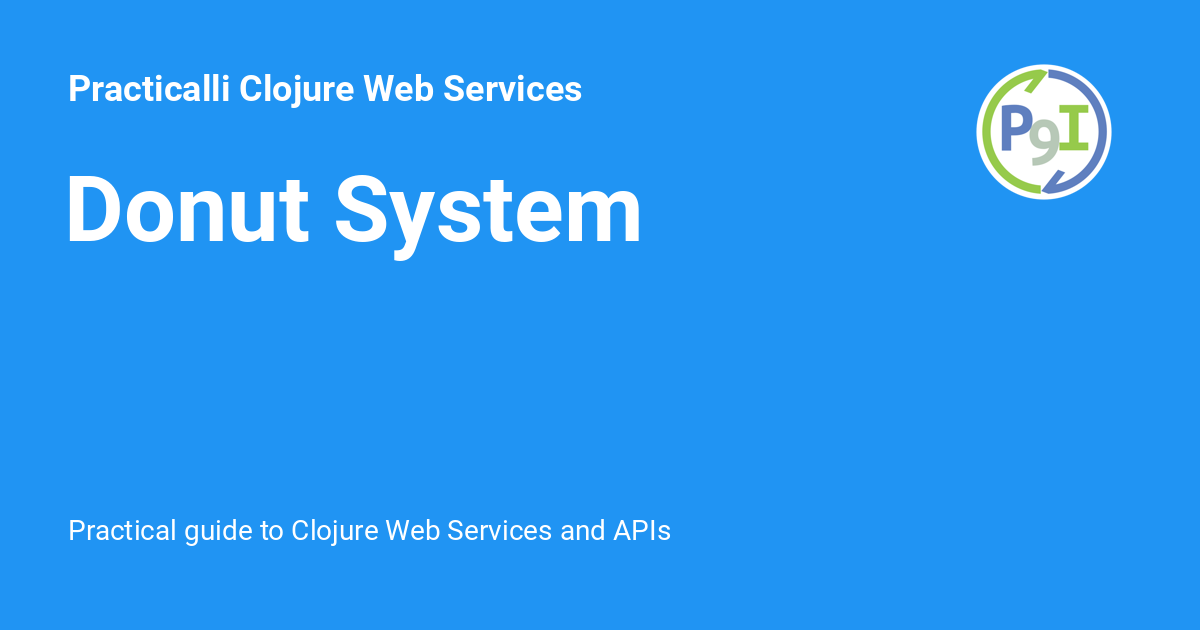 Practicalli Clojure Web Services
P9I
Donut System
Practical guide to Clojure Web Services and APIs